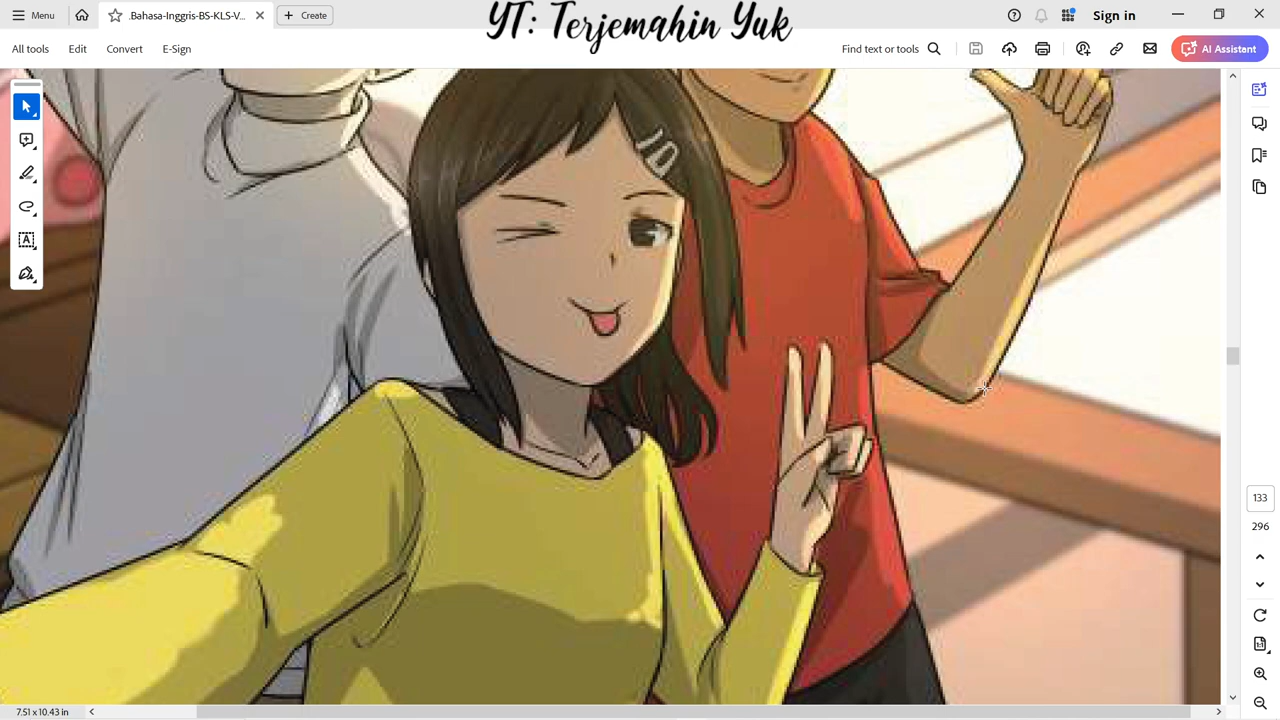 Menu
.Bahasa-Inggris-BS-KLS-V...
Create
YT: Terjemahin Yuk
Sign in
All tools
Edit
Convert
E-Sign
Find text or tools
AI Assistant
133
296
7.51 x 10.43 in